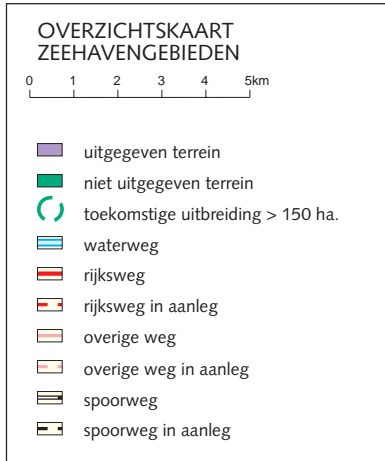 OVERZICHTSKAART
ZEEHAVENGEBIEDEN
0 1 2 3 4 5km
uitgegeven terrein
niet uitgegeven terrein
toekomstige uitbreiding > 150 ha.
waterweg
rijksweg
rijksweg in aanleg
overige weg
overige weg in aanleg
spoorweg
spoorweg in aanleg